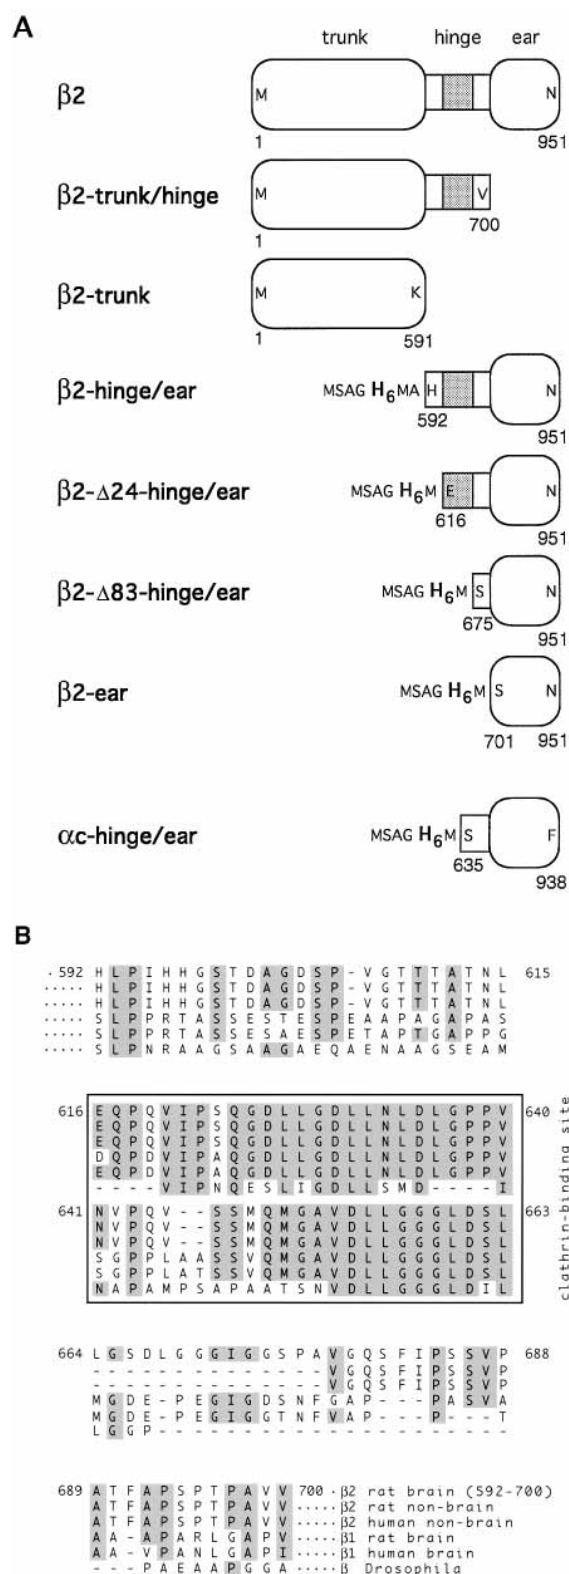 A
trunk hinge ear
β2 M N
1 951
β2-trunk/hinge M V
1 700
β2-trunk M K
1 591
β2-hinge/ear MSAG H6MA H N
592 951
β2-Δ24-hinge/ear MSAG H6M E N
616 951
β2-Δ83-hinge/ear MSAG H6M S N
675 951
β2-ear MSAG H6M S N
701 951
αc-hinge/ear MSAG H6M S F
635 938
B
·592 H L P I H H G S T D A G D S P - V G T T T A T N L 615
····· H L P I H H G S T D A G D S P - V G T T T A T N L
····· H L P I H H G S T D A G D S P - V G T T T A T N L
····· S L P P R T A S S E S T E S P E A A P A G A P A S
····· S L P P R T A S S E S A E S P E T A P T G A P P G
····· S L P N R A A G S A A G A E Q A E N A A G S E A M
616 E Q P Q V I P S Q G D L L G D L L N L D L G P P V 640
E Q P Q V I P S Q G D L L G D L L N L D L G P P V
E Q P Q V I P S Q G D L L G D L L N L D L G P P V
D Q P D V I P A Q G D L L G D L L N L D L G P P V
E Q P D V I P A Q G D L L G D L L N L D L G P P V
- - - - V I P N Q E S L I G D L L S M D - - - - I
641 N V P Q V - - S S M Q M G A V D L L G G G L D S L 663
N V P Q V - - S S M Q M G A V D L L G G G L D S L
N V P Q V - - S S M Q M G A V D L L G G G L D S L
S G P P L A A S S V Q M G A V D L L G G G L D S L
S G P P L A T S S V Q M G A V D L L G G G L D S L
N A P A M P S A P A A T S N V D L L G G G L D I L
clathrin-binding site
664 L G S D L G G G I G G S P A V G Q S F I P S S V P 688
- - - - - - - - - - - - - - V G Q S F I P S S V P
- - - - - - - - - - - - - - V G Q S F I P S S V P
M G D E - P E G I G D S N F G A P - - - P A S V A
M G D E - P E G I G G T N F V A P - - - P - - - T
L G G P - - - - - - - - - - - - - - - - - - - - -
689 A T F A P S P T P A V V 700 · β2 rat brain (592-700)
A T F A P S P T P A V V ····· β2 rat non-brain
A T F A P S P T P A V V ····· β2 human non-brain
A A - A P A R L G A P V ····· β1 rat brain
A A - V P A N L G A P I ····· β1 human brain
- - - P A E A A P G G A ····· β Drosophila